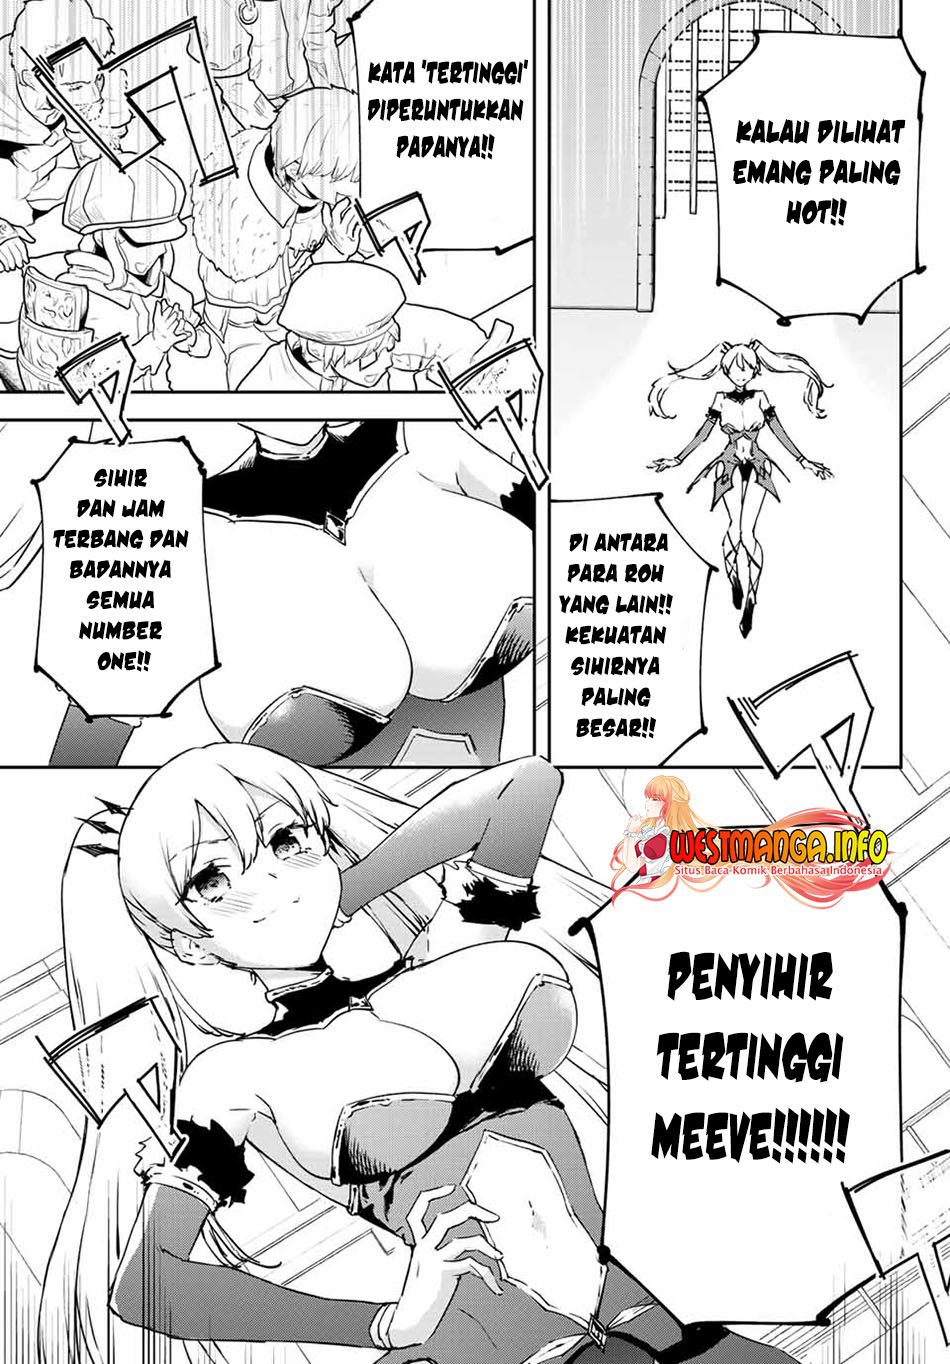 KALAU DILIHAT
EMANG PALING
HOT!!
DI ANTARA
PARA ROH
YANG LAIN!!
KEKUATAN
SIHIRNYA
PALING
BESAR!!
KATA 'TERTINGGI'
DIPERUNTUKKAN
PADANYA!!
SIHIR
DAN JAM
TERBANG DAN
BADANNYA
SEMUA
NUMBER
ONE!!
WESTMANGA.INFO
Situs Baca Komik Berbahasa Indonesia
PENYIHIR
TERTINGGI
MEEVE!!!!!!